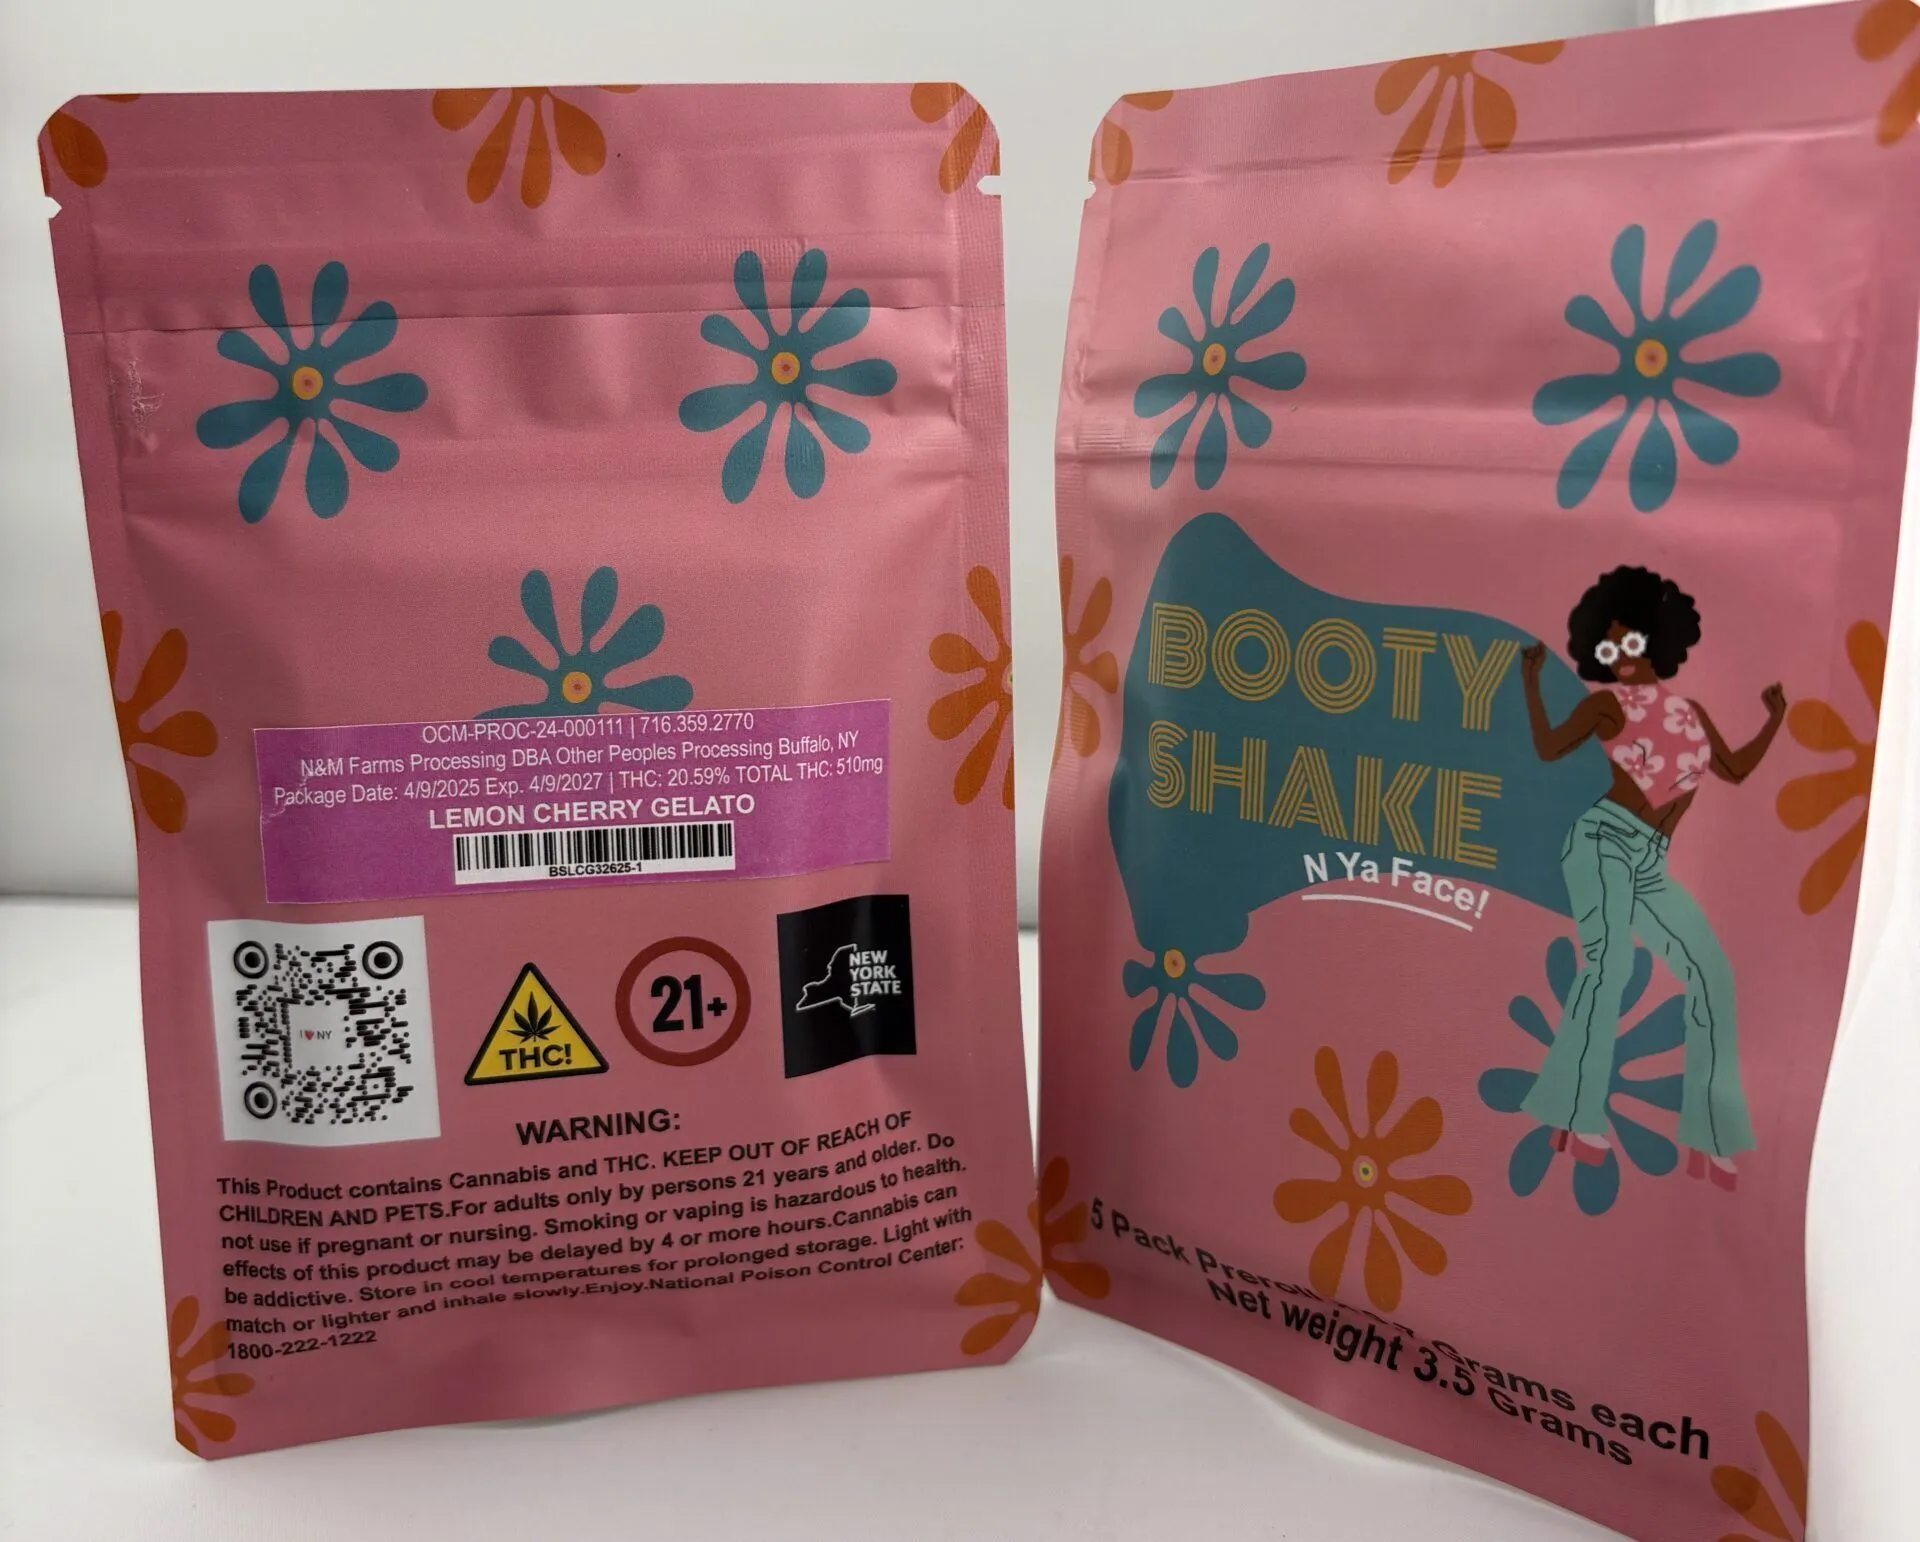 OCM-PROC-24-000111 | 716.359.2770
N&M Farms Processing DBA Other Peoples Processing Buffalo, NY
Package Date: 4/9/2025 Exp. 4/9/2027 | THC: 20.59% TOTAL THC: 510mg
LEMON CHERRY GELATO
BSLCG32625-1
I NY
THC!
21+
NEW
YORK
STATE
WARNING:
This Product contains Cannabis and THC. KEEP OUT OF REACH OF
CHILDREN AND PETS.For adults only by persons 21 years and older. Do
not use if pregnant or nursing. Smoking or vaping is hazardous to health.
effects of this product may be delayed by 4 or more hours.Cannabis can
be addictive. Store in cool temperatures for prolonged storage. Light with
match or lighter and inhale slowly.Enjoy.National Poison Control Center:
1800-222-1222
BOOTY
SHAKE
N Ya Face!
5 Pack Grams each
Net weight 3.5 Grams